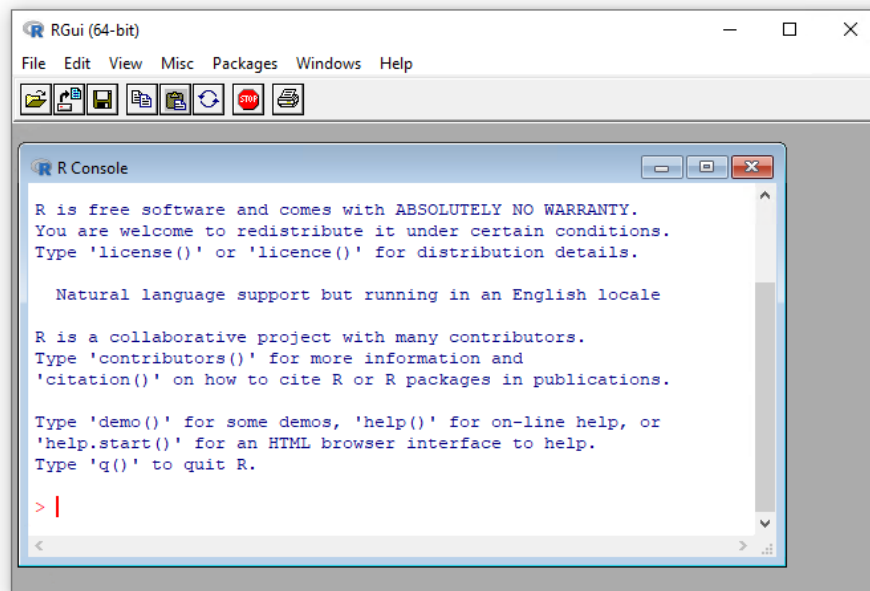 RGui (64-bit)
File Edit View Misc Packages Windows Help
STOP
R Console
R is free software and comes with ABSOLUTELY NO WARRANTY.
You are welcome to redistribute it under certain conditions.
Type 'license()' or 'licence()' for distribution details.
Natural language support but running in an English locale
R is a collaborative project with many contributors.
Type 'contributors()' for more information and
'citation()' on how to cite R or R packages in publications.
Type 'demo()' for some demos, 'help()' for on-line help, or
'help.start()' for an HTML browser interface to help.
Type 'q()' to quit R.
>